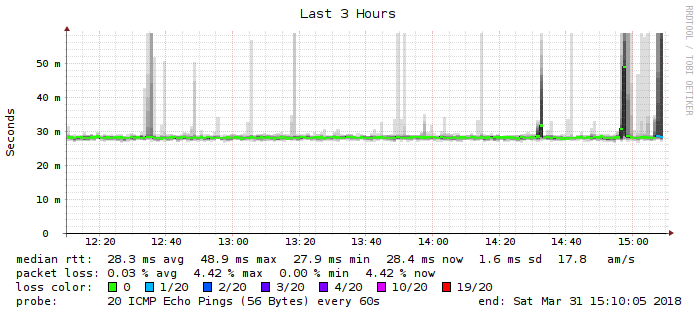 Last 3 Hours
RRDTOOL / TOBI OETIKER
Seconds
50 m
40 m
30 m
20 m
10 m
0
12:20 12:40 13:00 13:20 13:40 14:00 14:20 14:40 15:00
median rtt: 28.3 ms avg 48.9 ms max 27.9 ms min 28.4 ms now 1.6 ms sd 17.8 am/s
packet loss: 0.03 % avg 4.42 % max 0.00 % min 4.42 % now
loss color: 0 1/20 2/20 3/20 4/20 10/20 19/20
probe: 20 ICMP Echo Pings (56 Bytes) every 60s end: Sat Mar 31 15:10:05 2018